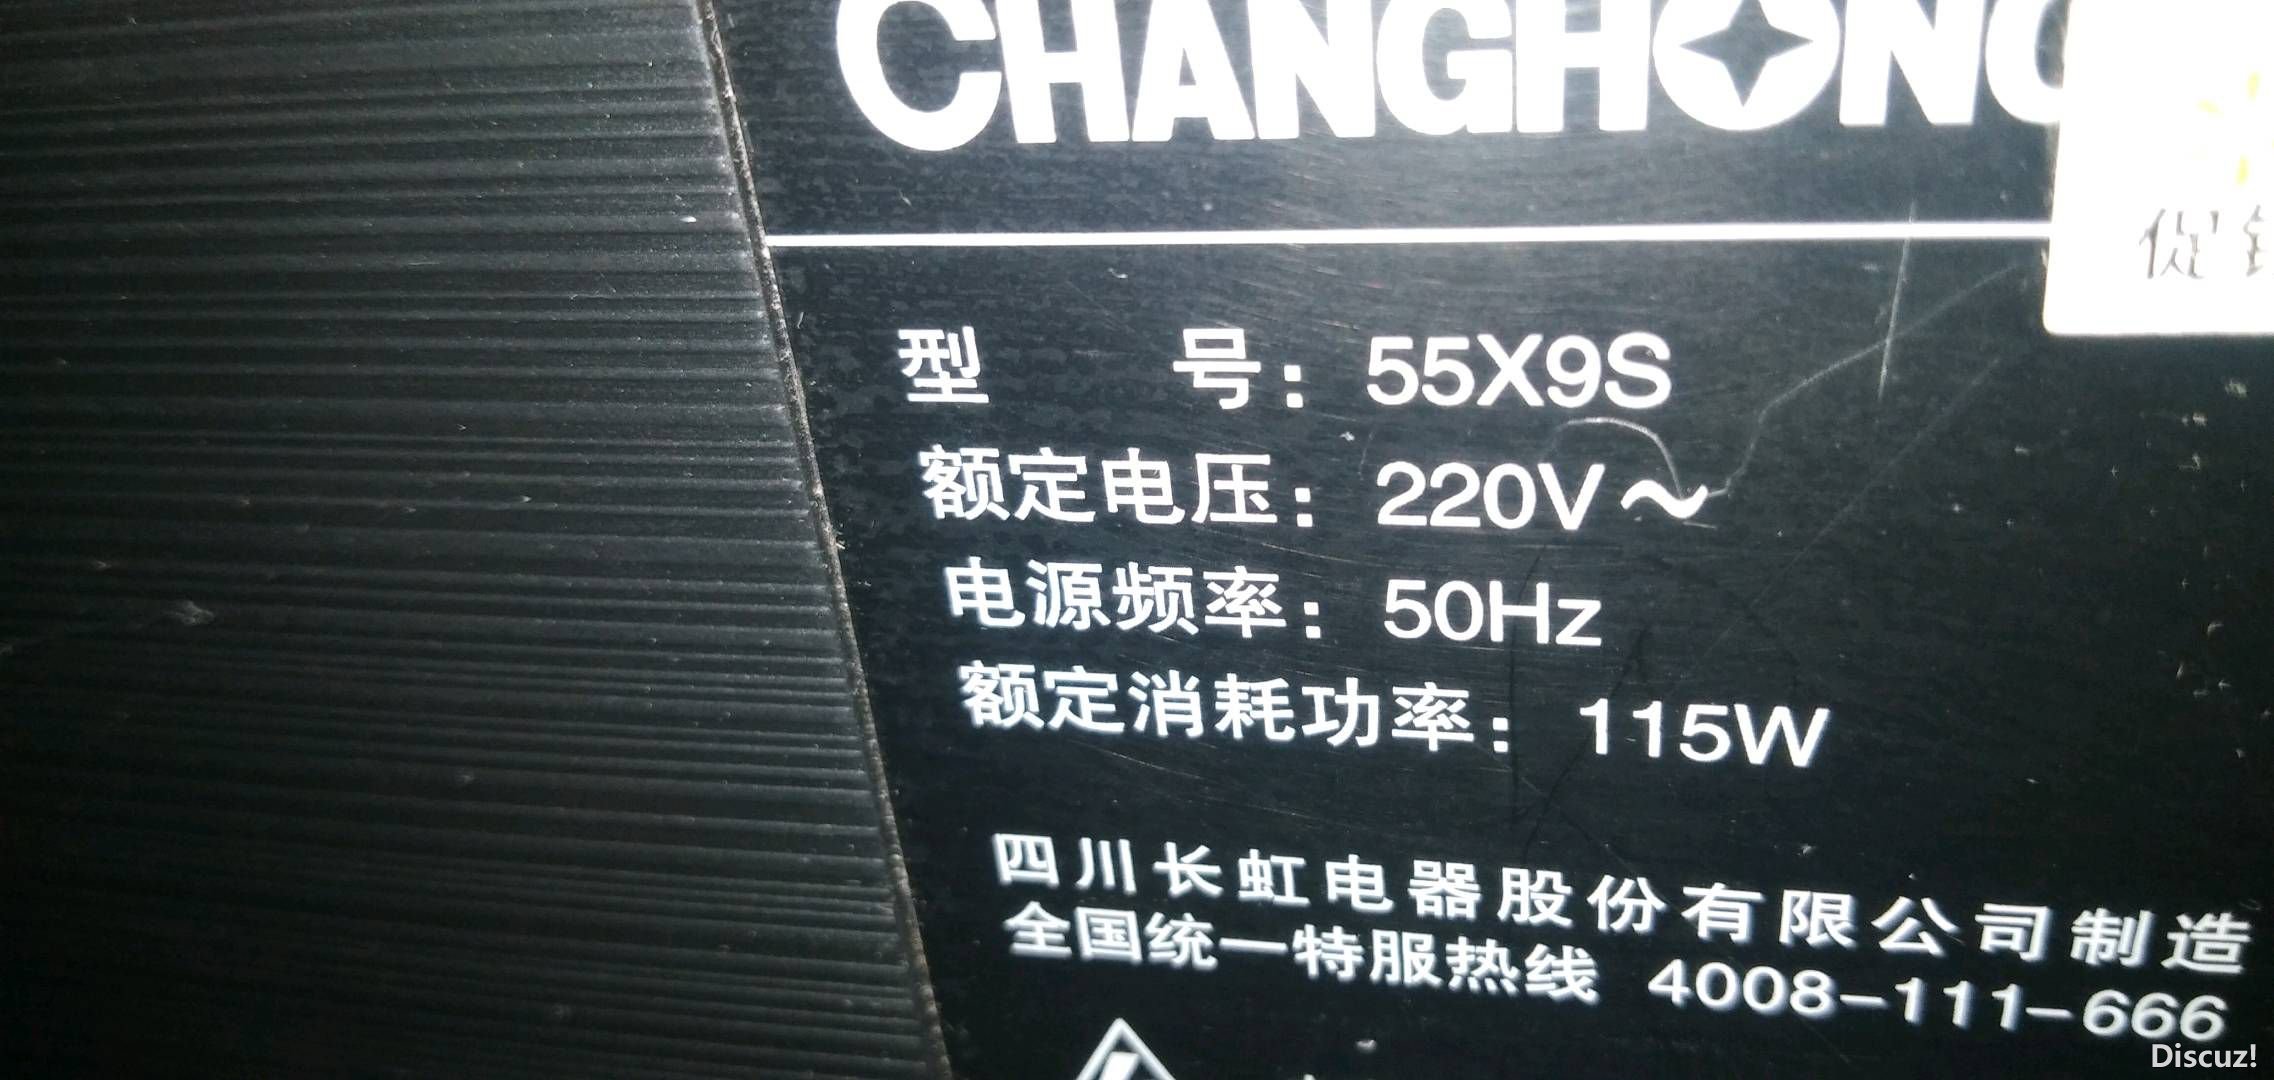 CHANGHONG
促
型 号：55X9S
额定电压：220V～
电源频率：50Hz
额定消耗功率：115W
四川长虹电器股份有限公司制造
全国统一特服热线 4008-111-666
Discuz!